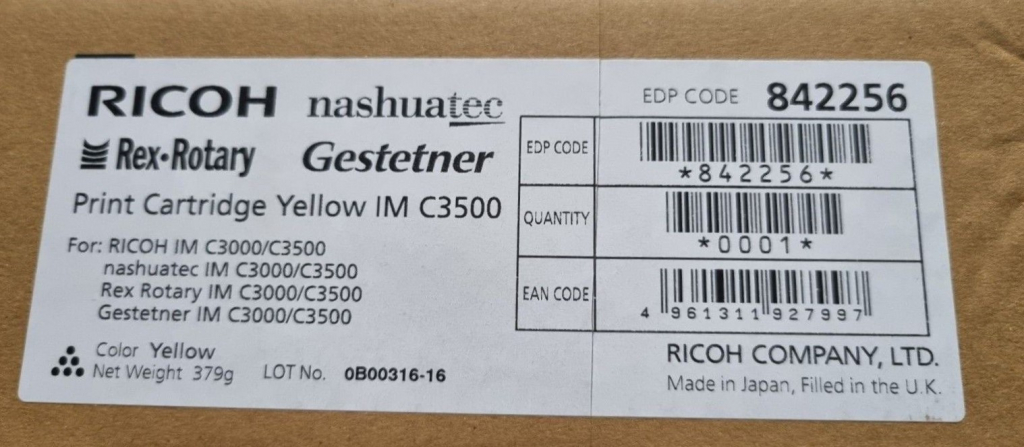 RICOH nashuatec
Rex•Rotary Gestetner
Print Cartridge Yellow IM C3500
For: RICOH IM C3000/C3500
nashuatec IM C3000/C3500
Rex Rotary IM C3000/C3500
Gestetner IM C3000/C3500
Color Yellow
Net Weight 379g LOT No. 0B00316-16
EDP CODE 842256
EDP CODE *842256*
QUANTITY *0001*
EAN CODE 4 961311 927997
RICOH COMPANY, LTD.
Made in Japan, Filled in the U.K.